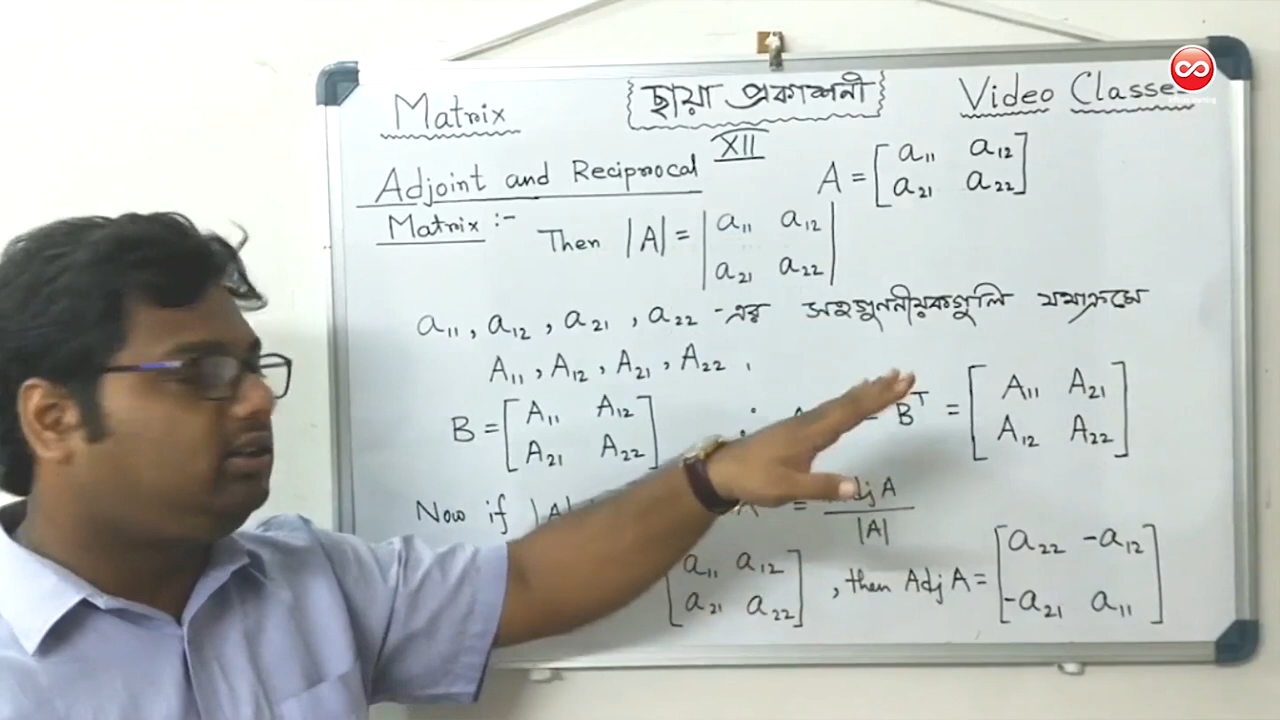 Matrix {ছায়া প্রকাশনী} Video Classes
XII
Adjoint and Reciprocal
Matrix :-
A = [a₁₁ a₁₂
a₂₁ a₂₂]
Then |A| = |a₁₁ a₁₂
a₂₁ a₂₂|
a₁₁, a₁₂, a₂₁, a₂₂ -এর সহগুণনীয়কগুলি যথাক্রমে
A₁₁, A₁₂, A₂₁, A₂₂ ,
B = [A₁₁ A₁₂
A₂₁ A₂₂]
= Bᵀ = [A₁₁ A₂₁
A₁₂ A₂₂]
Now if |A|
= Adj A
|A|
[a₁₁ a₁₂
a₂₁ a₂₂]
, then Adj A = [a₂₂ -a₁₂
-a₂₁ a₁₁]